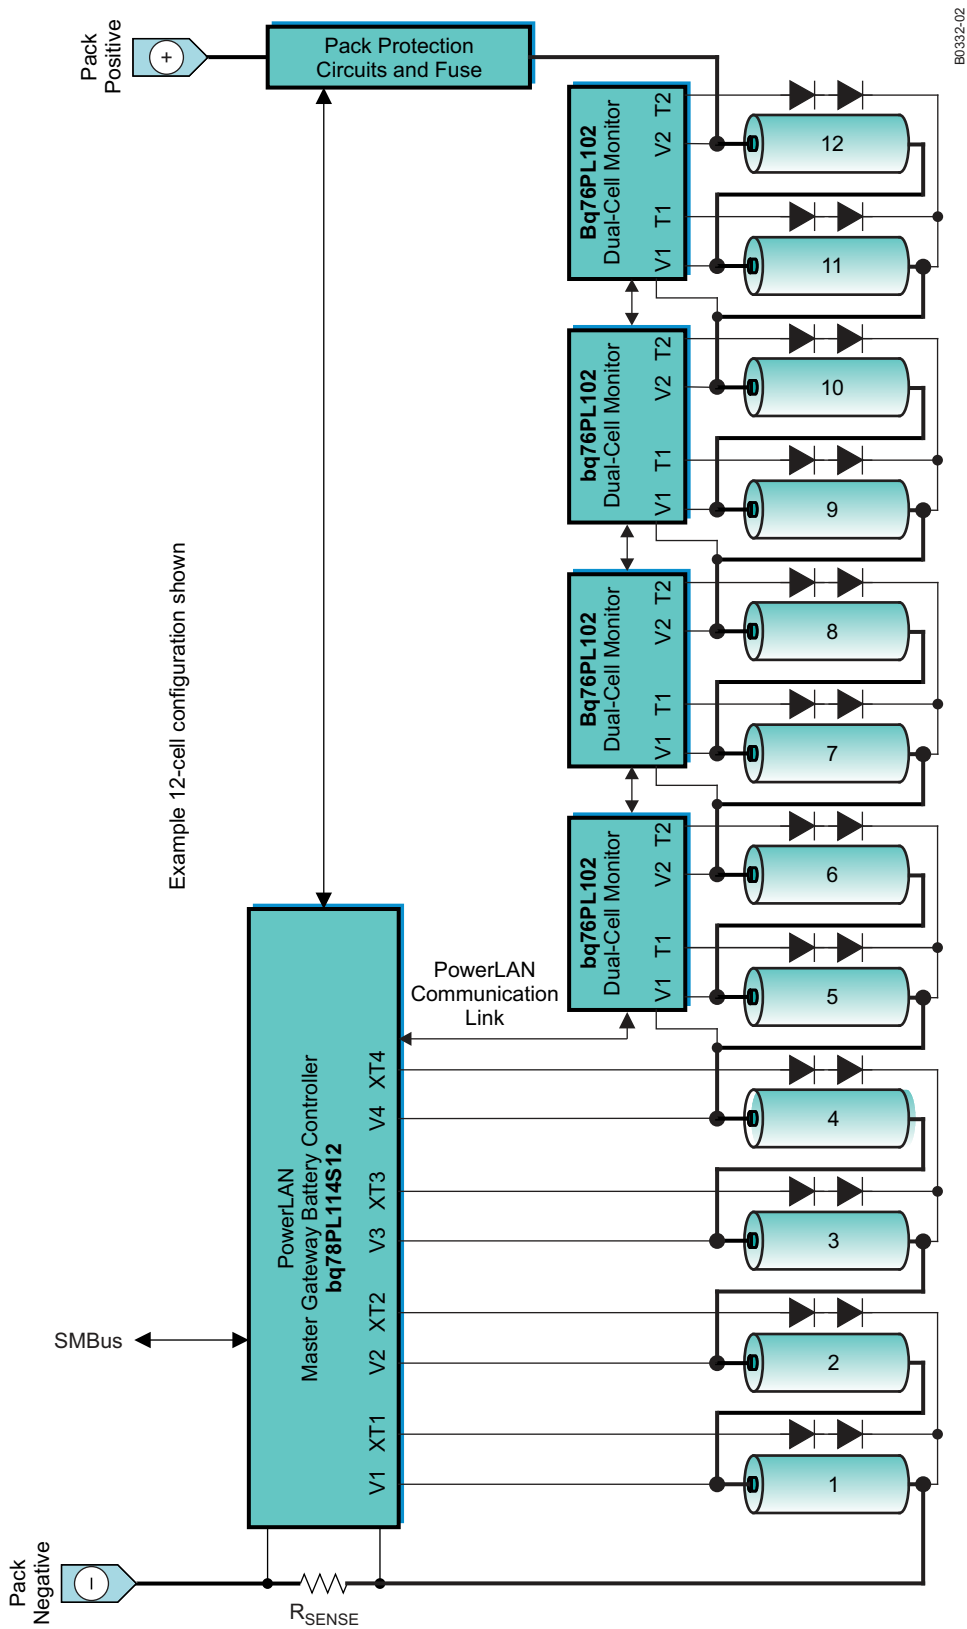 Pack
Positive
Pack Protection
Circuits and Fuse
B0332-02
Bq76PL102
Dual-Cell Monitor
V1 T1 V2 T2
12
11
bq76PL102
Dual-Cell Monitor
V1 T1 V2 T2
10
9
Example 12-cell configuration shown
Bq76PL102
Dual-Cell Monitor
V1 T1 V2 T2
8
7
bq76PL102
Dual-Cell Monitor
V1 T1 V2 T2
6
5
PowerLAN
Communication
Link
PowerLAN
Master Gateway Battery Controller
bq78PL114S12
V1 XT1 V2 XT2 V3 XT3 V4 XT4
4
3
2
1
SMBus
Pack
Negative
RSENSE